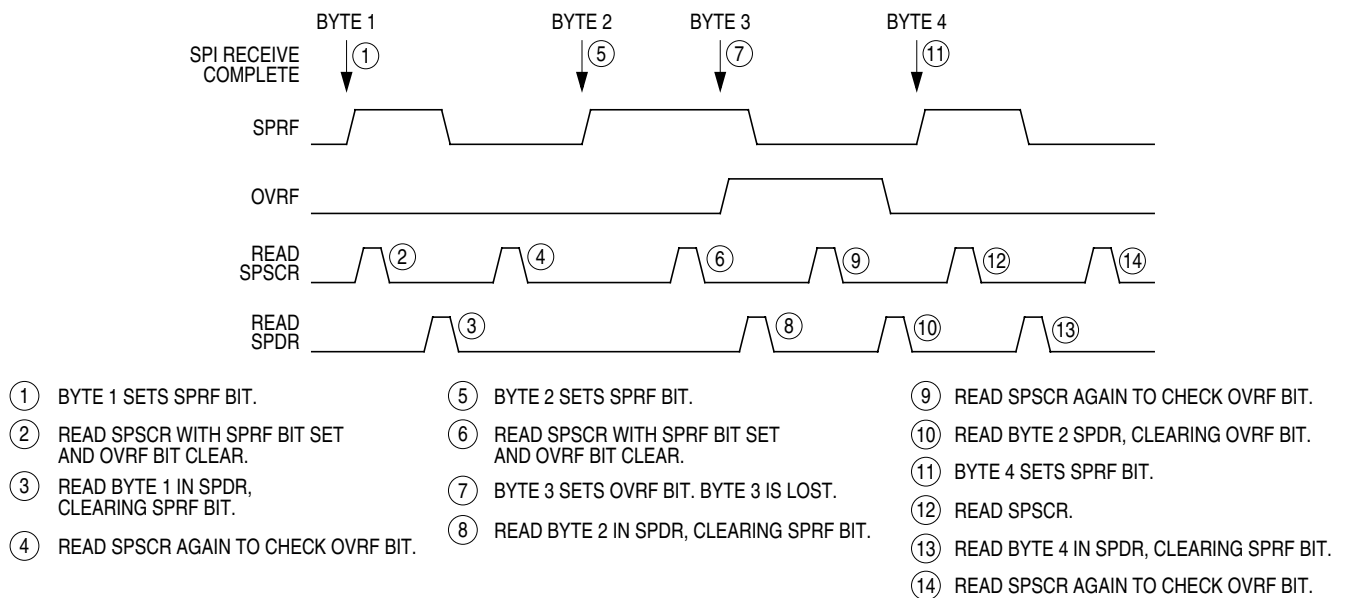 BYTE 1 BYTE 2 BYTE 3 BYTE 4
SPI RECEIVE
COMPLETE
1 5 7 11
SPRF
OVRF
READ
SPSCR
2 4 6 9 12 14
READ
SPDR
3 8 10 13
1 BYTE 1 SETS SPRF BIT.
2 READ SPSCR WITH SPRF BIT SET
AND OVRF BIT CLEAR.
3 READ BYTE 1 IN SPDR,
CLEARING SPRF BIT.
4 READ SPSCR AGAIN TO CHECK OVRF BIT.
5 BYTE 2 SETS SPRF BIT.
6 READ SPSCR WITH SPRF BIT SET
AND OVRF BIT CLEAR.
7 BYTE 3 SETS OVRF BIT. BYTE 3 IS LOST.
8 READ BYTE 2 IN SPDR, CLEARING SPRF BIT.
9 READ SPSCR AGAIN TO CHECK OVRF BIT.
10 READ BYTE 2 SPDR, CLEARING OVRF BIT.
11 BYTE 4 SETS SPRF BIT.
12 READ SPSCR.
13 READ BYTE 4 IN SPDR, CLEARING SPRF BIT.
14 READ SPSCR AGAIN TO CHECK OVRF BIT.